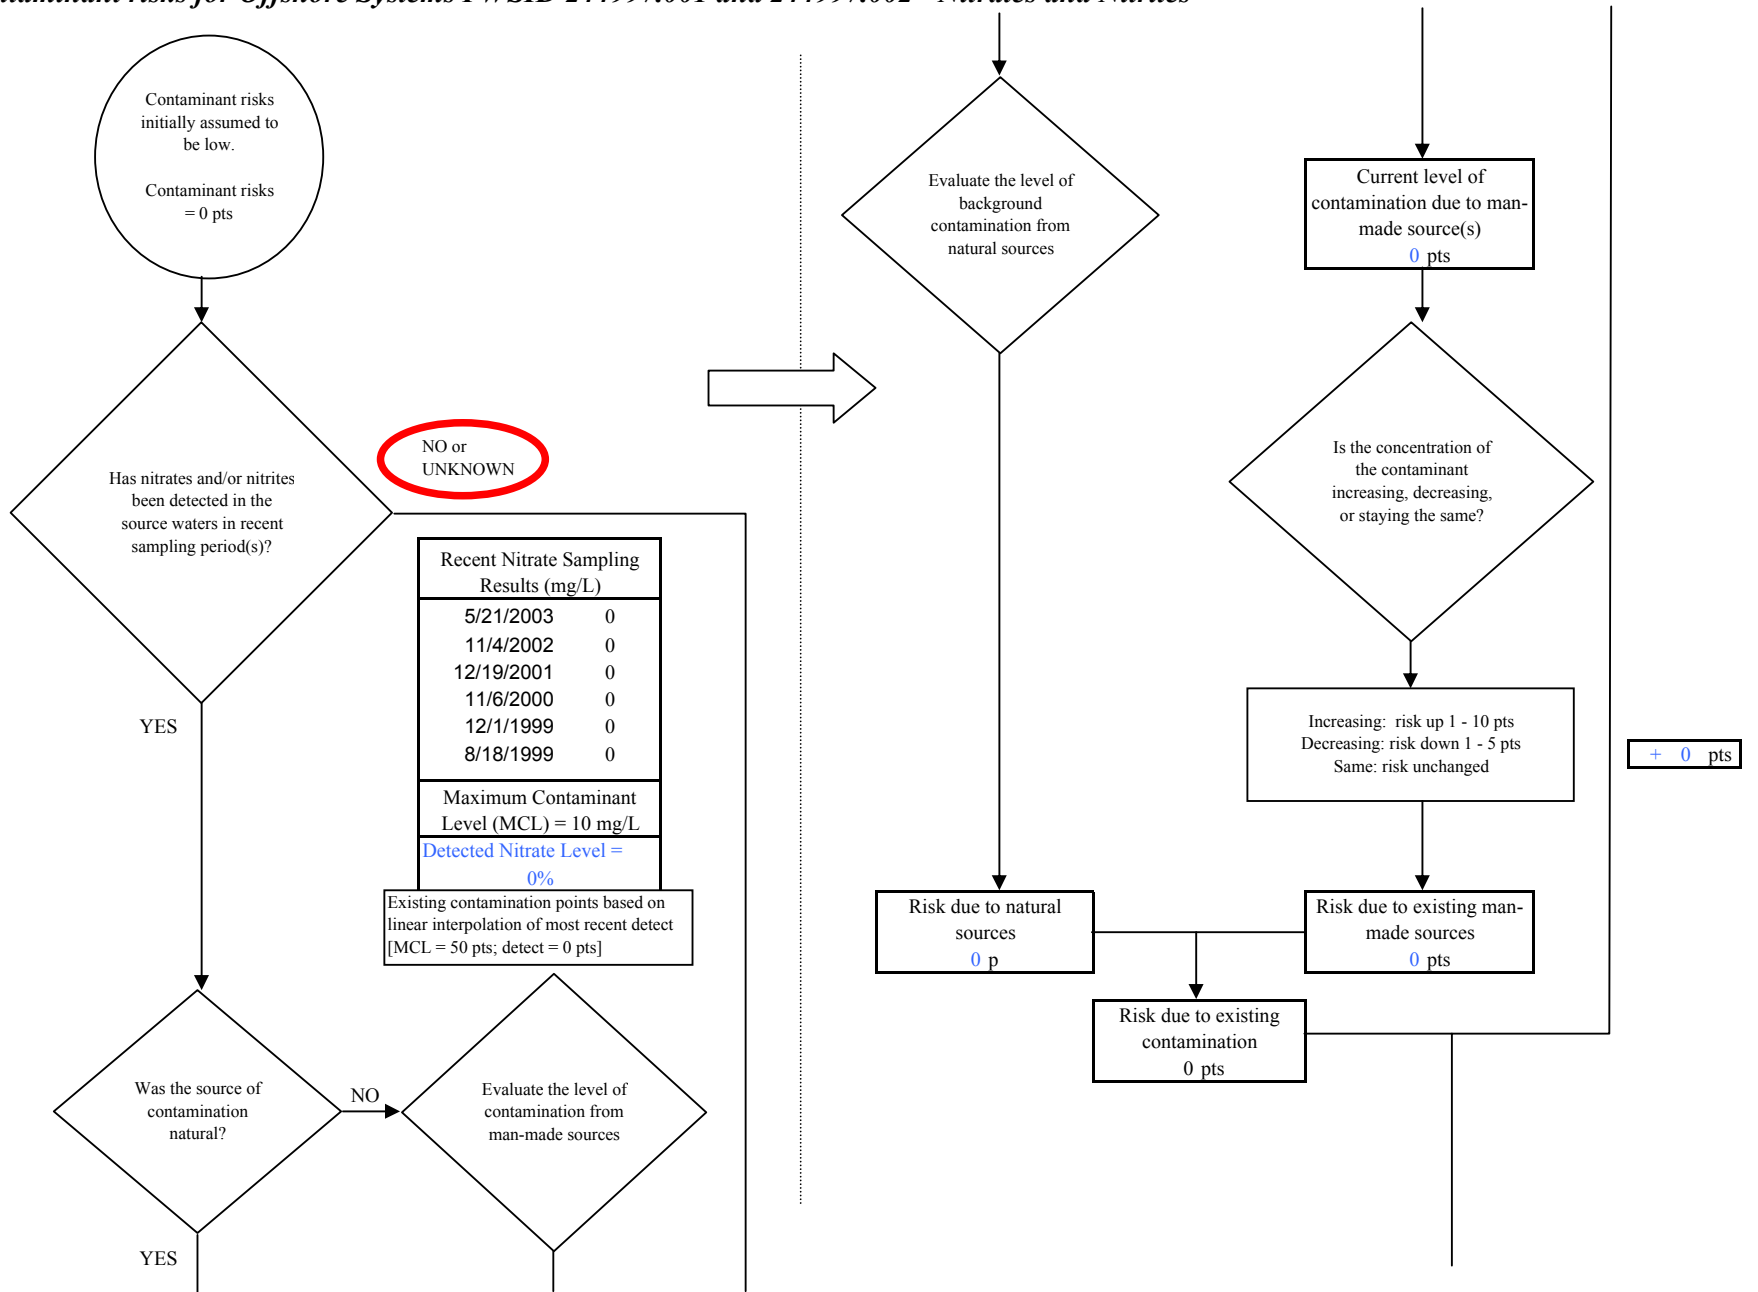 Contaminant risks
initially assumed to
be low.
Contaminant risks
= 0 pts
Has nitrates and/or nitrites
been detected in the
source waters in recent
sampling period(s)?
NO or
UNKNOWN
YES
Recent Nitrate Sampling
Results (mg/L)
5/21/2003 0
11/4/2002 0
12/19/2001 0
11/6/2000 0
12/1/1999 0
8/18/1999 0
Maximum Contaminant
Level (MCL) = 10 mg/L
Detected Nitrate Level =
0%
Existing contamination points based on
linear interpolation of most recent detect
[MCL = 50 pts; detect = 0 pts]
Was the source of
contamination
natural?
NO
YES
Evaluate the level of
contamination from
man-made sources
Evaluate the level of
background
contamination from
natural sources
Current level of
contamination due to man-
made source(s)
0 pts
Is the concentration of
the contaminant
increasing, decreasing,
or staying the same?
Increasing: risk up 1 - 10 pts
Decreasing: risk down 1 - 5 pts
Same: risk unchanged
+ 0 pts
Risk due to natural
sources
0 p
Risk due to existing man-
made sources
0 pts
Risk due to existing
contamination
0 pts